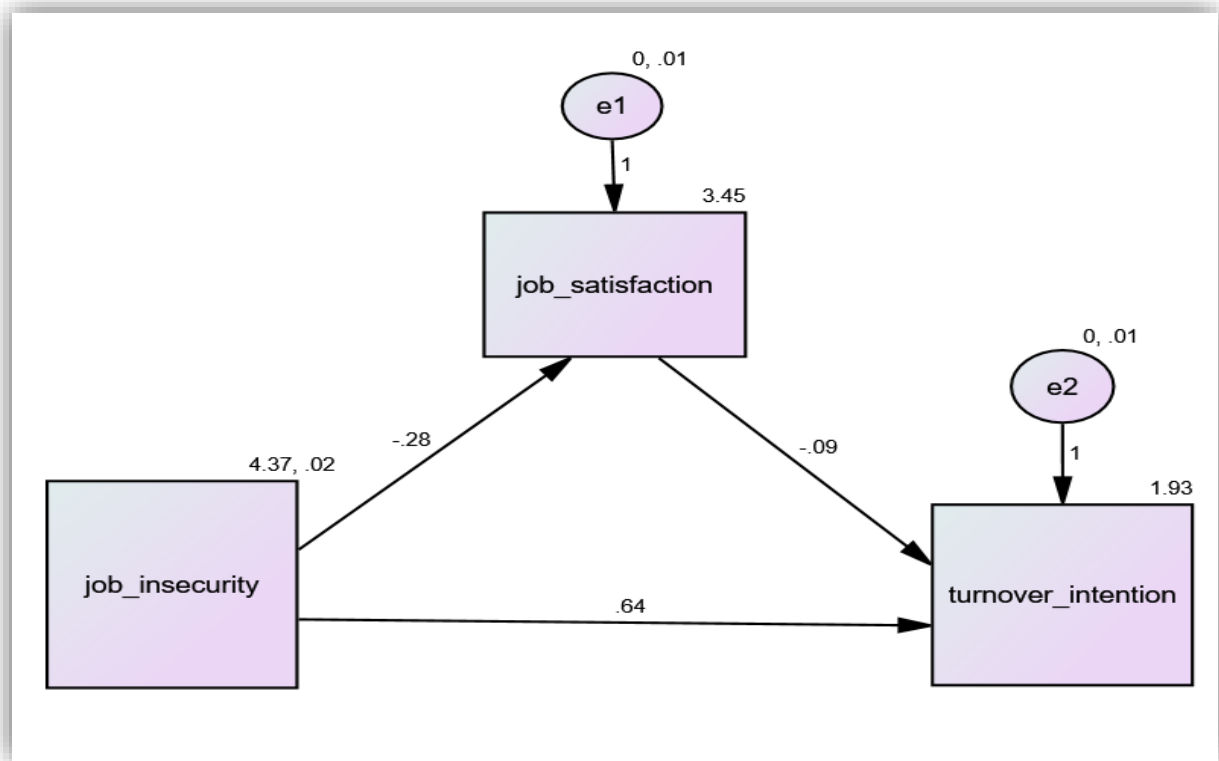 0, .01
e1
1
3.45
job_satisfaction
0, .01
e2
-.28
-.09
1
4.37, .02
1.93
job_insecurity
turnover_intention
.64